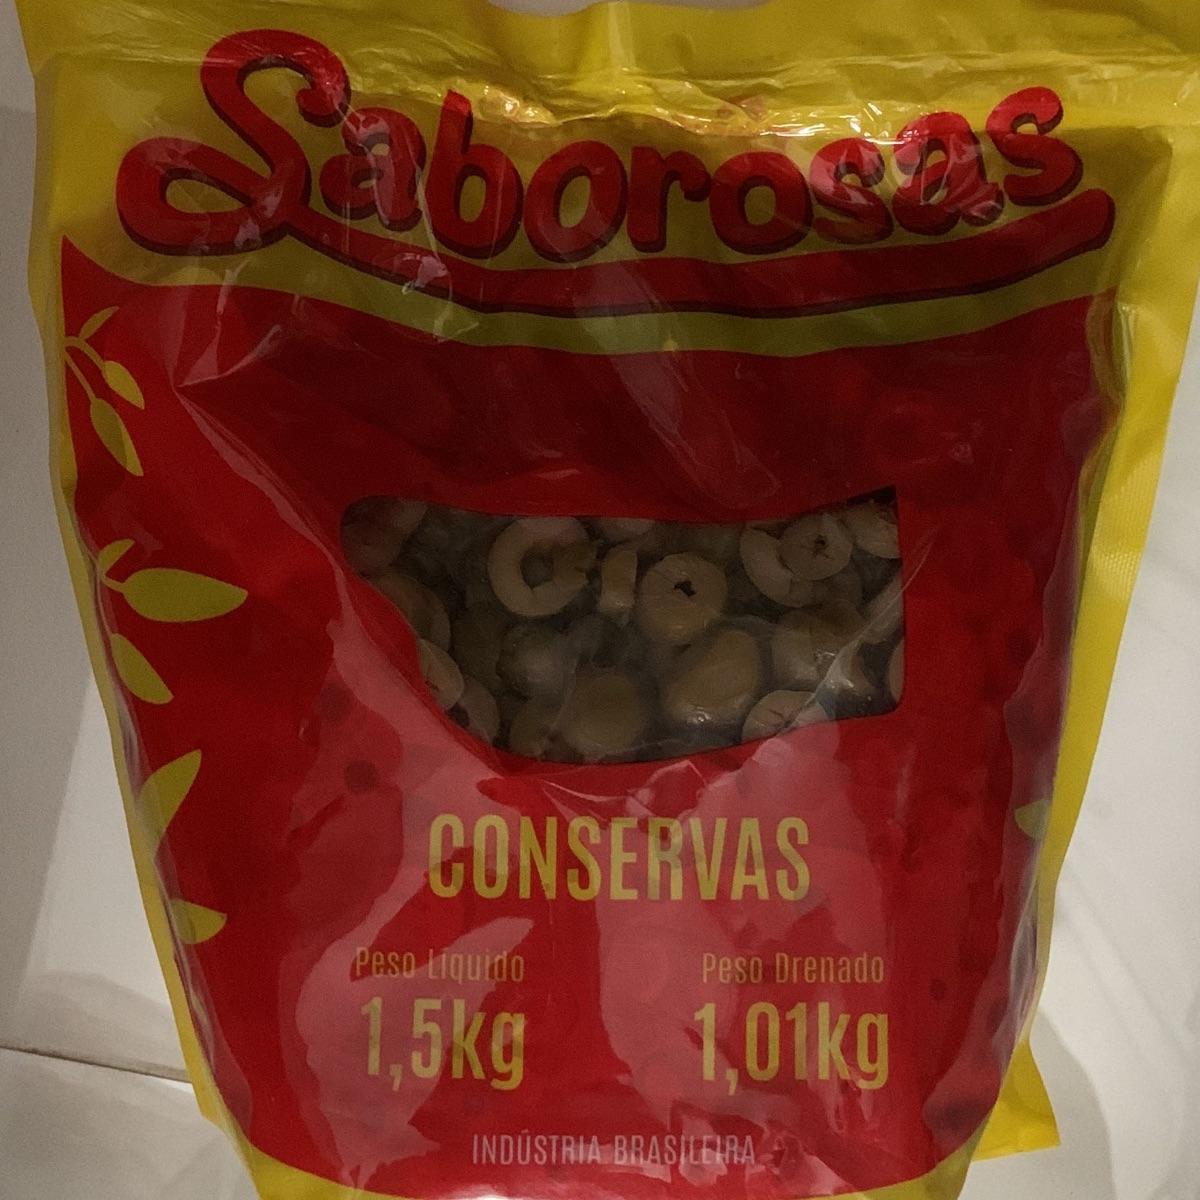 Saborosas
CONSERVAS
Peso Líquido
1,5kg
Peso Drenado
1,01kg
INDÚSTRIA BRASILEIRA